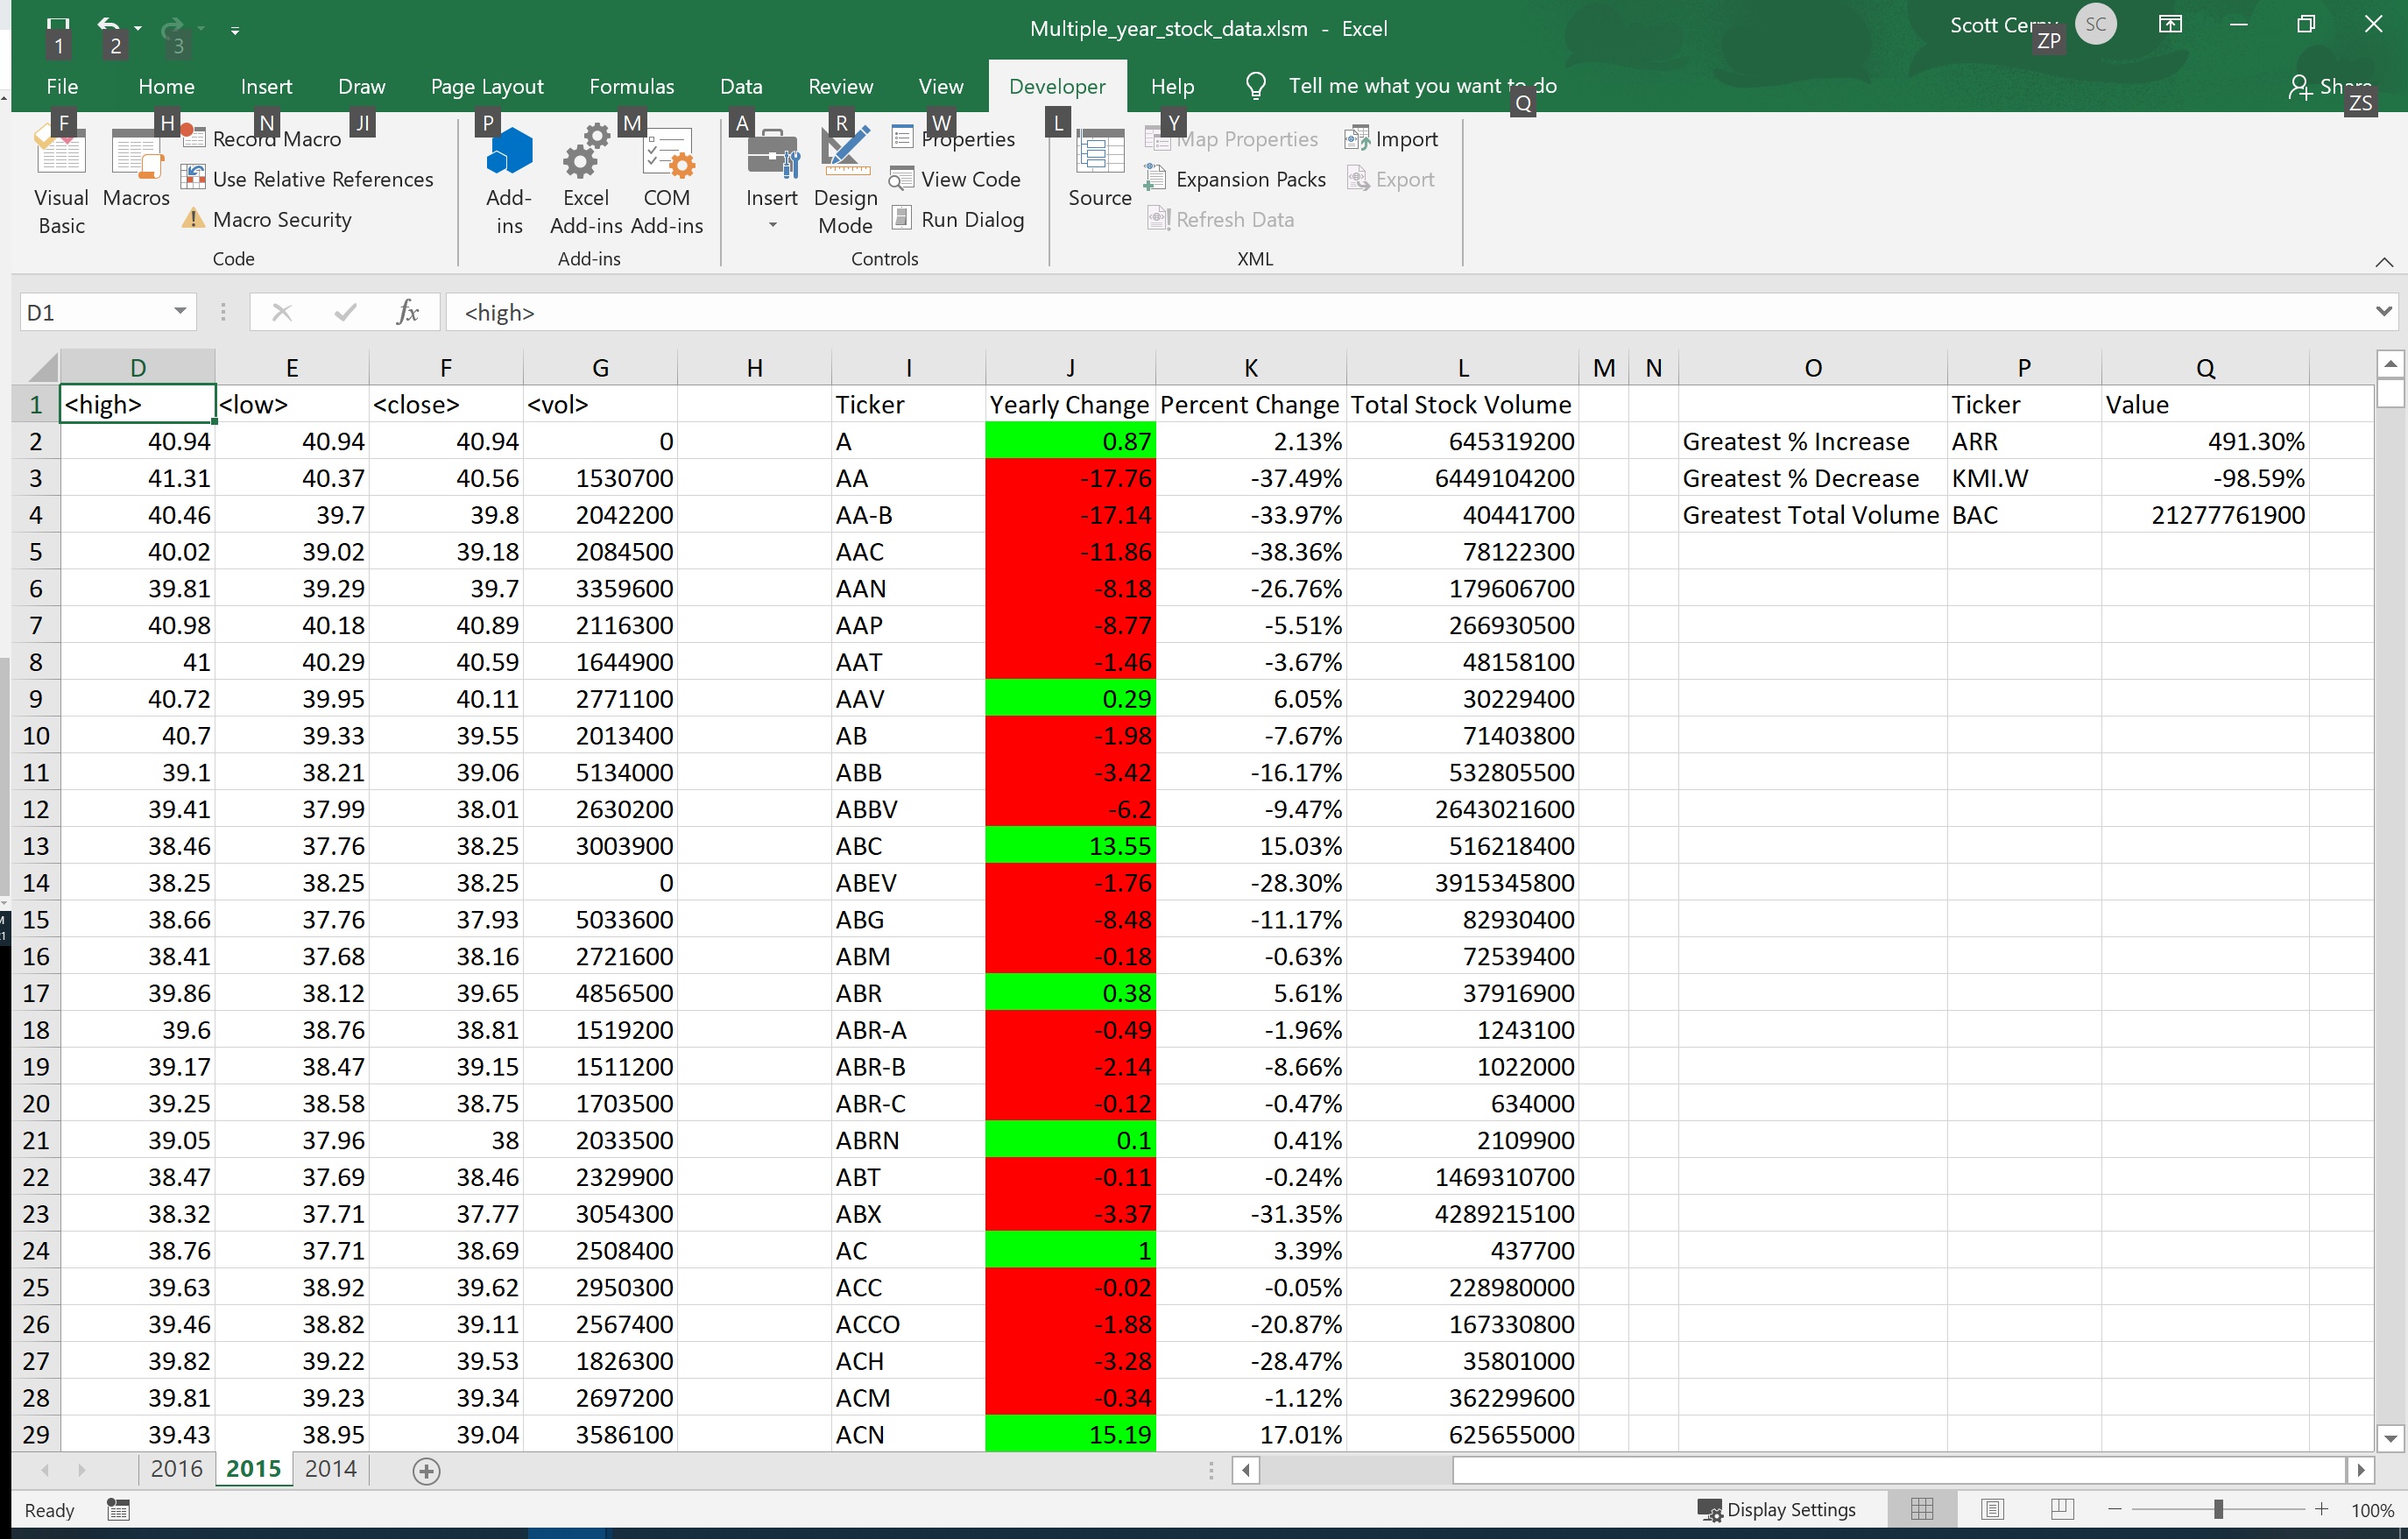 1 2 3 Multiple_year_stock_data.xlsm - Excel Scott Cerny SC ZP
File Home Insert Draw Page Layout Formulas Data Review View Developer Help Tell me what you want to do Share
F H N JI P M A R W L Y Q ZS
Record Macro Properties Map Properties Import
Use Relative References View Code Expansion Packs Export
Visual Macros Add- Excel COM Insert Design Source
Macro Security Run Dialog Refresh Data
Basic ins Add-ins Add-ins Mode
Code Add-ins Controls XML
D1 fx <high>
D E F G H I J K L M N O P Q
1 <high> <low> <close> <vol> Ticker Yearly Change Percent Change Total Stock Volume Ticker Value
2 40.94 40.94 40.94 0 A 0.87 2.13% 645319200 Greatest % Increase ARR 491.30%
3 41.31 40.37 40.56 1530700 AA -17.76 -37.49% 6449104200 Greatest % Decrease KMI.W -98.59%
4 40.46 39.7 39.8 2042200 AA-B -17.14 -33.97% 40441700 Greatest Total Volume BAC 21277761900
5 40.02 39.02 39.18 2084500 AAC -11.86 -38.36% 78122300
6 39.81 39.29 39.7 3359600 AAN -8.18 -26.76% 179606700
7 40.98 40.18 40.89 2116300 AAP -8.77 -5.51% 266930500
8 41 40.29 40.59 1644900 AAT -1.46 -3.67% 48158100
9 40.72 39.95 40.11 2771100 AAV 0.29 6.05% 30229400
10 40.7 39.33 39.55 2013400 AB -1.98 -7.67% 71403800
11 39.1 38.21 39.06 5134000 ABB -3.42 -16.17% 532805500
12 39.41 37.99 38.01 2630200 ABBV -6.2 -9.47% 2643021600
13 38.46 37.76 38.25 3003900 ABC 13.55 15.03% 516218400
14 38.25 38.25 38.25 0 ABEV -1.76 -28.30% 3915345800
15 38.66 37.76 37.93 5033600 ABG -8.48 -11.17% 82930400
16 38.41 37.68 38.16 2721600 ABM -0.18 -0.63% 72539400
17 39.86 38.12 39.65 4856500 ABR 0.38 5.61% 37916900
18 39.6 38.76 38.81 1519200 ABR-A -0.49 -1.96% 1243100
19 39.17 38.47 39.15 1511200 ABR-B -2.14 -8.66% 1022000
20 39.25 38.58 38.75 1703500 ABR-C -0.12 -0.47% 634000
21 39.05 37.96 38 2033500 ABRN 0.1 0.41% 2109900
22 38.47 37.69 38.46 2329900 ABT -0.11 -0.24% 1469310700
23 38.32 37.71 37.77 3054300 ABX -3.37 -31.35% 4289215100
24 38.76 37.71 38.69 2508400 AC 1 3.39% 437700
25 39.63 38.92 39.62 2950300 ACC -0.02 -0.05% 228980000
26 39.46 38.82 39.11 2567400 ACCO -1.88 -20.87% 167330800
27 39.82 39.22 39.53 1826300 ACH -3.28 -28.47% 35801000
28 39.81 39.23 39.34 2697200 ACM -0.34 -1.12% 362299600
29 39.43 38.95 39.04 3586100 ACN 15.19 17.01% 625655000
2016 2015 2014
Ready Display Settings 100%